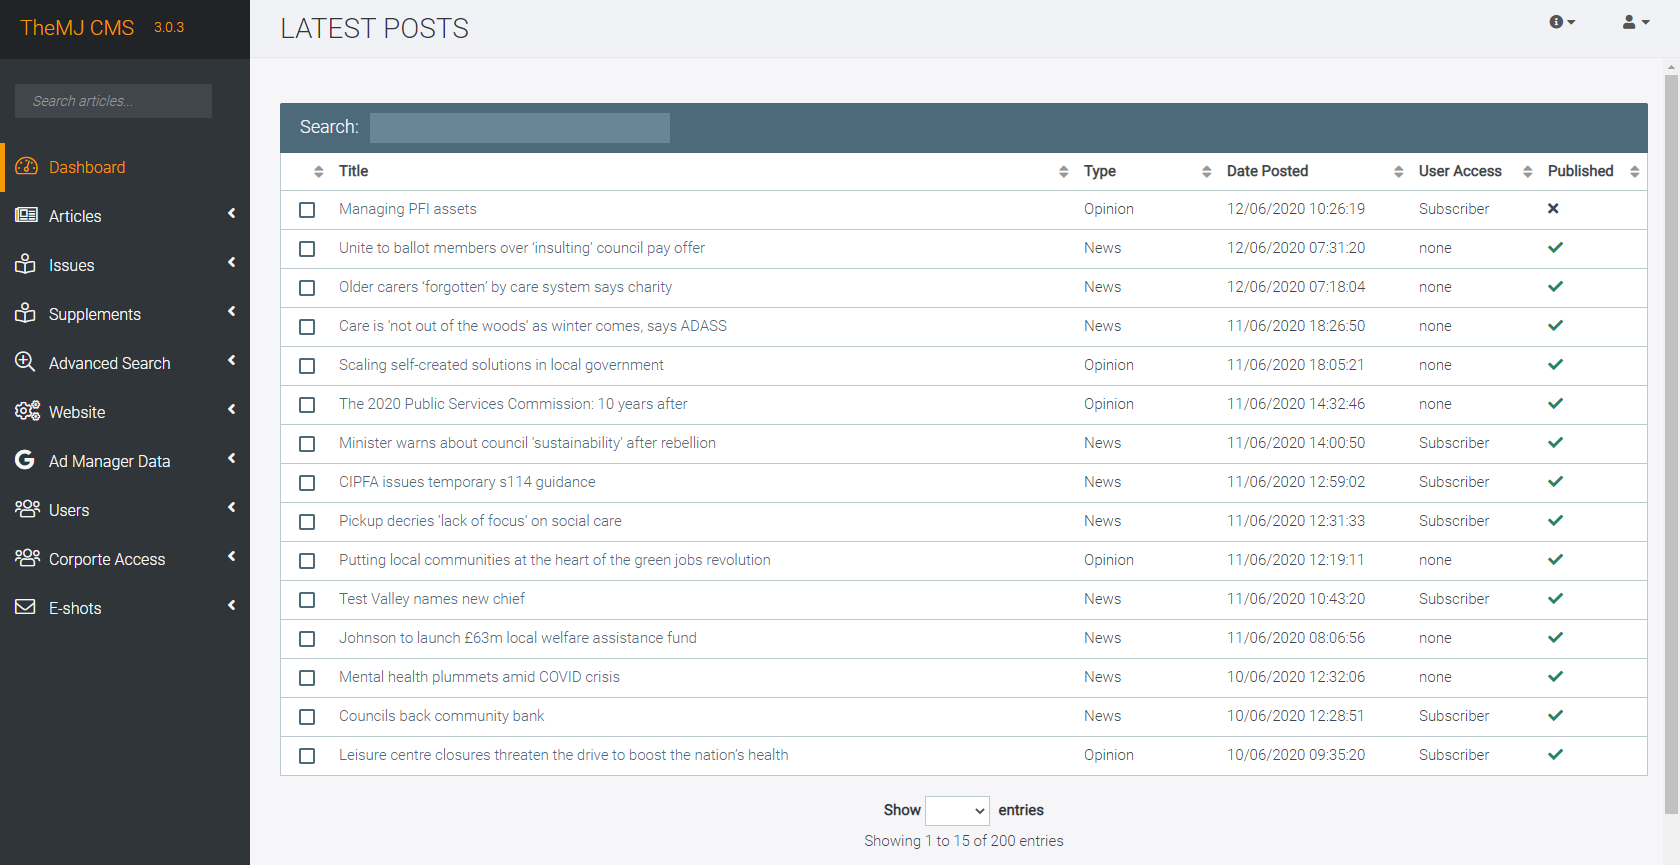 TheMJ CMS 3.0.3
LATEST POSTS
Search articles...
Dashboard
Articles
Issues
Supplements
Advanced Search
Website
Ad Manager Data
Users
Corporte Access
E-shots
Search:
Title Type Date Posted User Access Published
Managing PFI assets Opinion 12/06/2020 10:26:19 Subscriber
Unite to ballot members over ‘insulting’ council pay offer News 12/06/2020 07:31:20 none
Older carers ‘forgotten’ by care system says charity News 12/06/2020 07:18:04 none
Care is 'not out of the woods' as winter comes, says ADASS News 11/06/2020 18:26:50 none
Scaling self-created solutions in local government Opinion 11/06/2020 18:05:21 none
The 2020 Public Services Commission: 10 years after Opinion 11/06/2020 14:32:46 none
Minister warns about council 'sustainability' after rebellion News 11/06/2020 14:00:50 Subscriber
CIPFA issues temporary s114 guidance News 11/06/2020 12:59:02 Subscriber
Pickup decries 'lack of focus' on social care News 11/06/2020 12:31:33 Subscriber
Putting local communities at the heart of the green jobs revolution Opinion 11/06/2020 12:19:11 none
Test Valley names new chief News 11/06/2020 10:43:20 Subscriber
Johnson to launch £63m local welfare assistance fund News 11/06/2020 08:06:56 none
Mental health plummets amid COVID crisis News 10/06/2020 12:32:06 none
Councils back community bank News 10/06/2020 12:28:51 Subscriber
Leisure centre closures threaten the drive to boost the nation’s health Opinion 10/06/2020 09:35:20 Subscriber
Show entries
Showing 1 to 15 of 200 entries